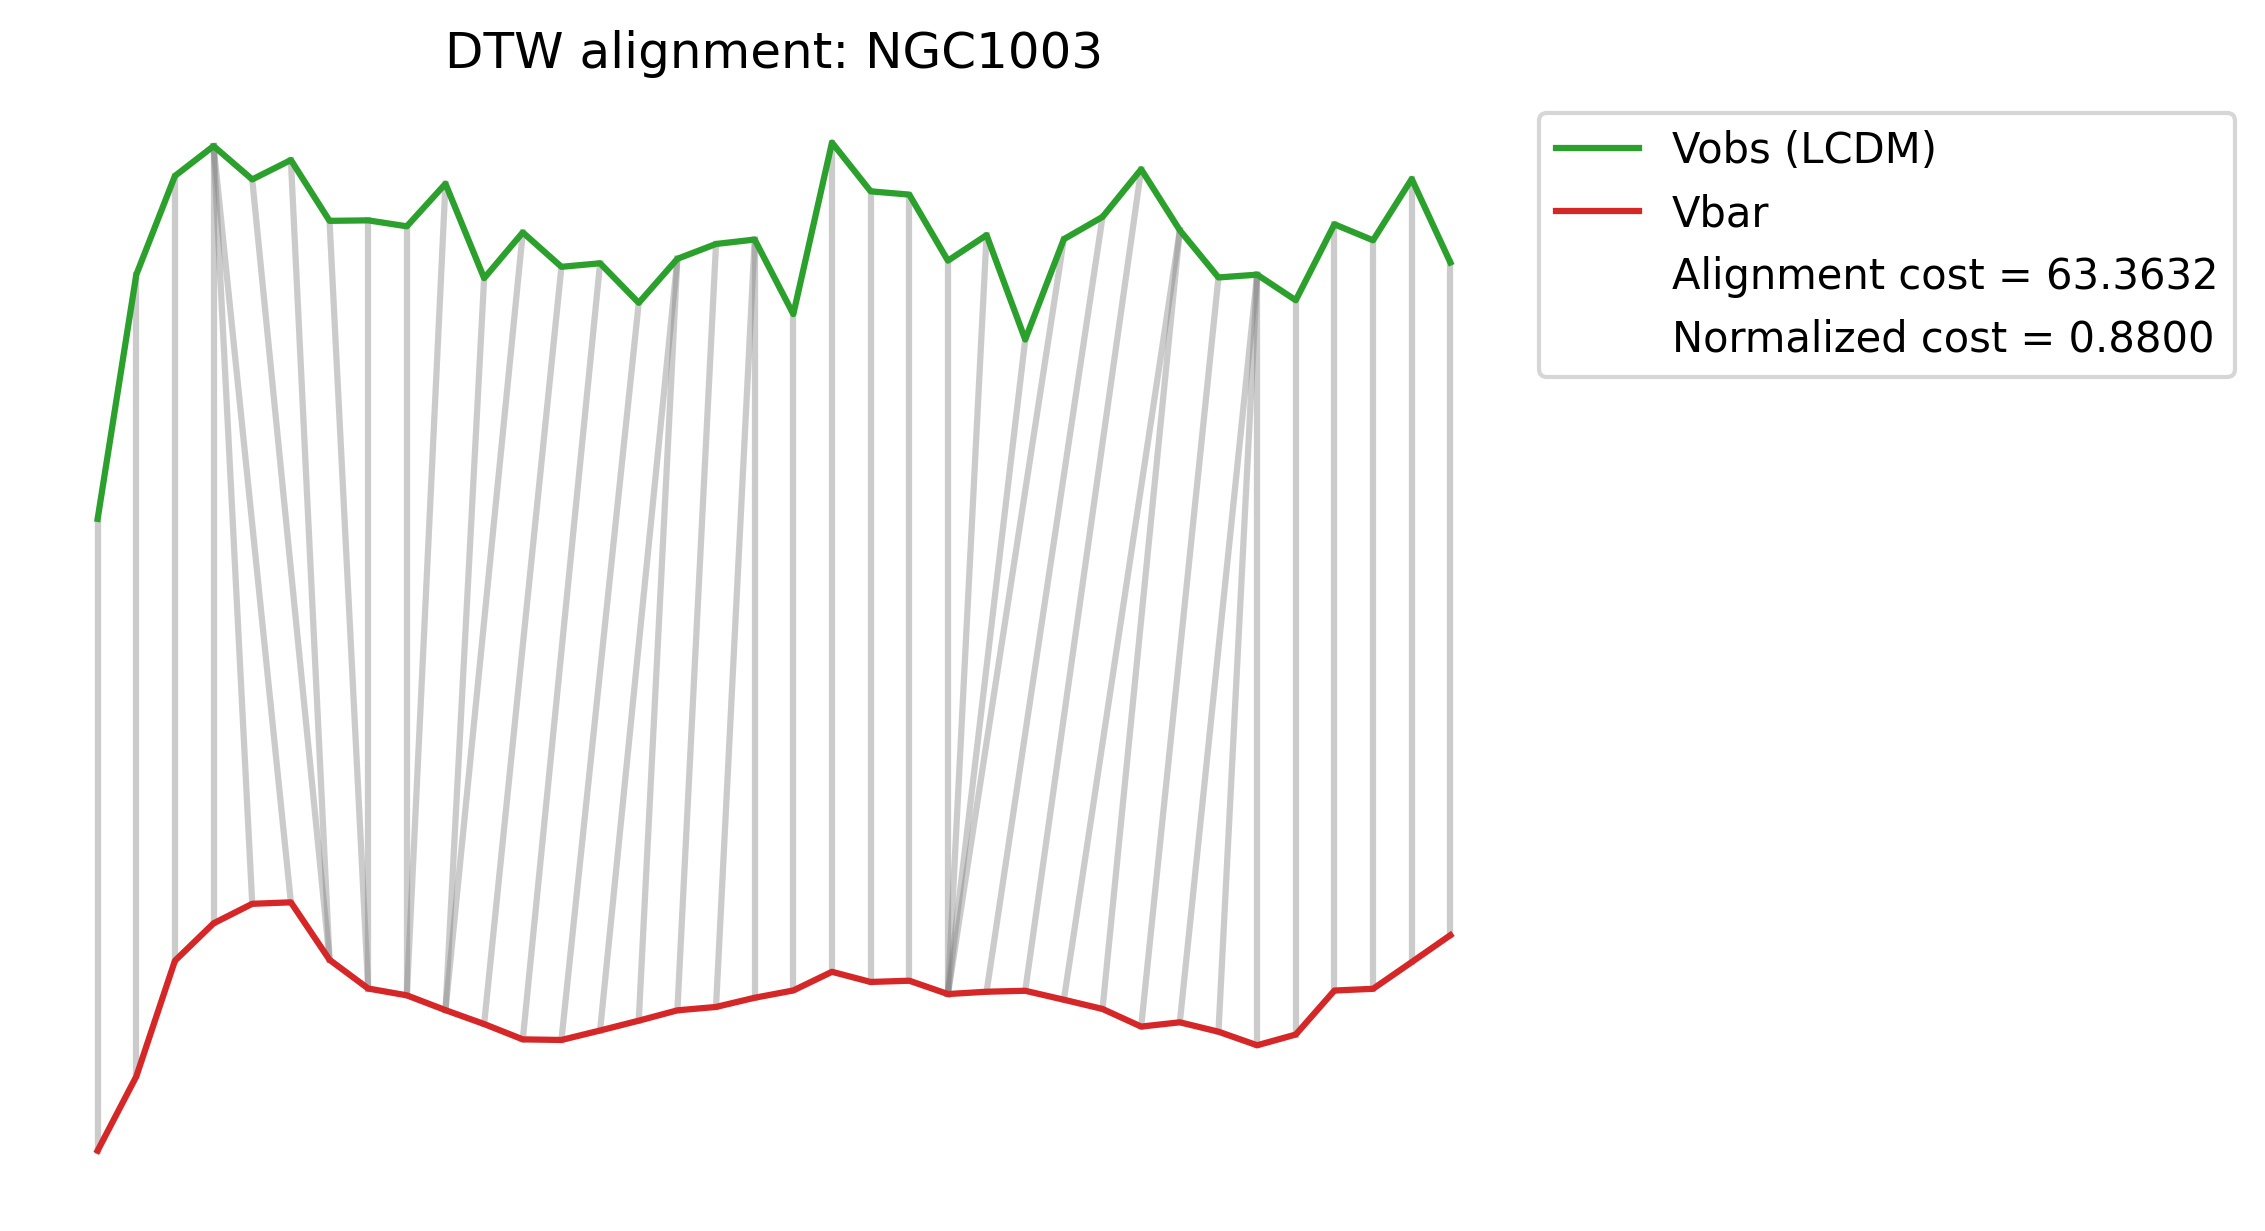 DTW alignment: NGC1003
Vobs (LCDM)
Vbar
Alignment cost = 63.3632
Normalized cost = 0.8800